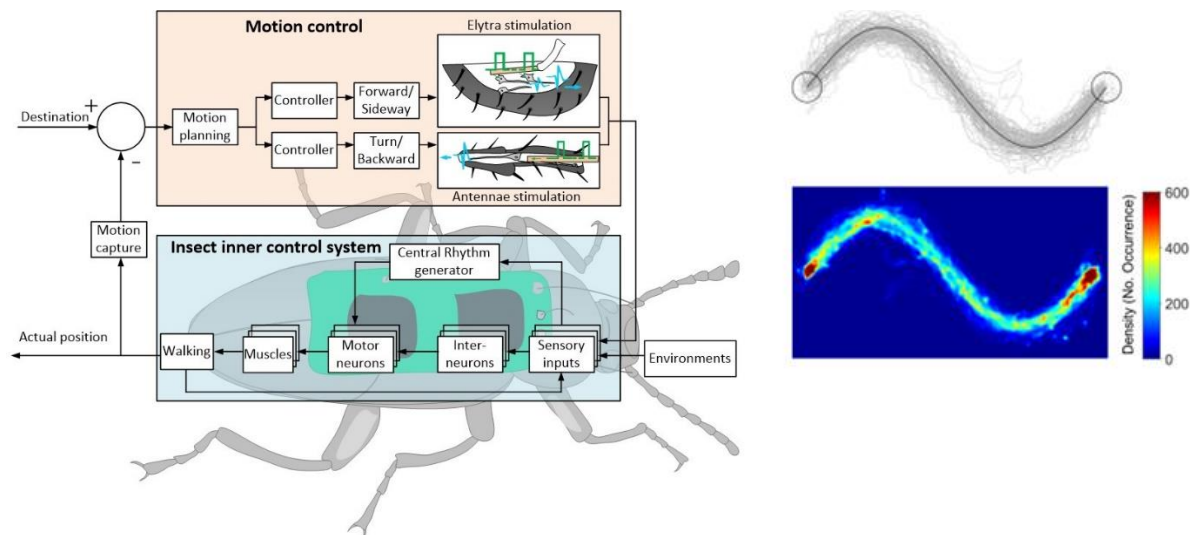 Motion control
Elytra stimulation
Destination
+
−
Motion
planning
Controller
Forward/
Sideway
Controller
Turn/
Backward
Antennae stimulation
Motion
capture
Insect inner control system
Central Rhythm
generator
Actual position
Walking
Muscles
Motor
neurons
Inter-
neurons
Sensory
inputs
Environments
600
400
200
0
Density (No. Occurrence)